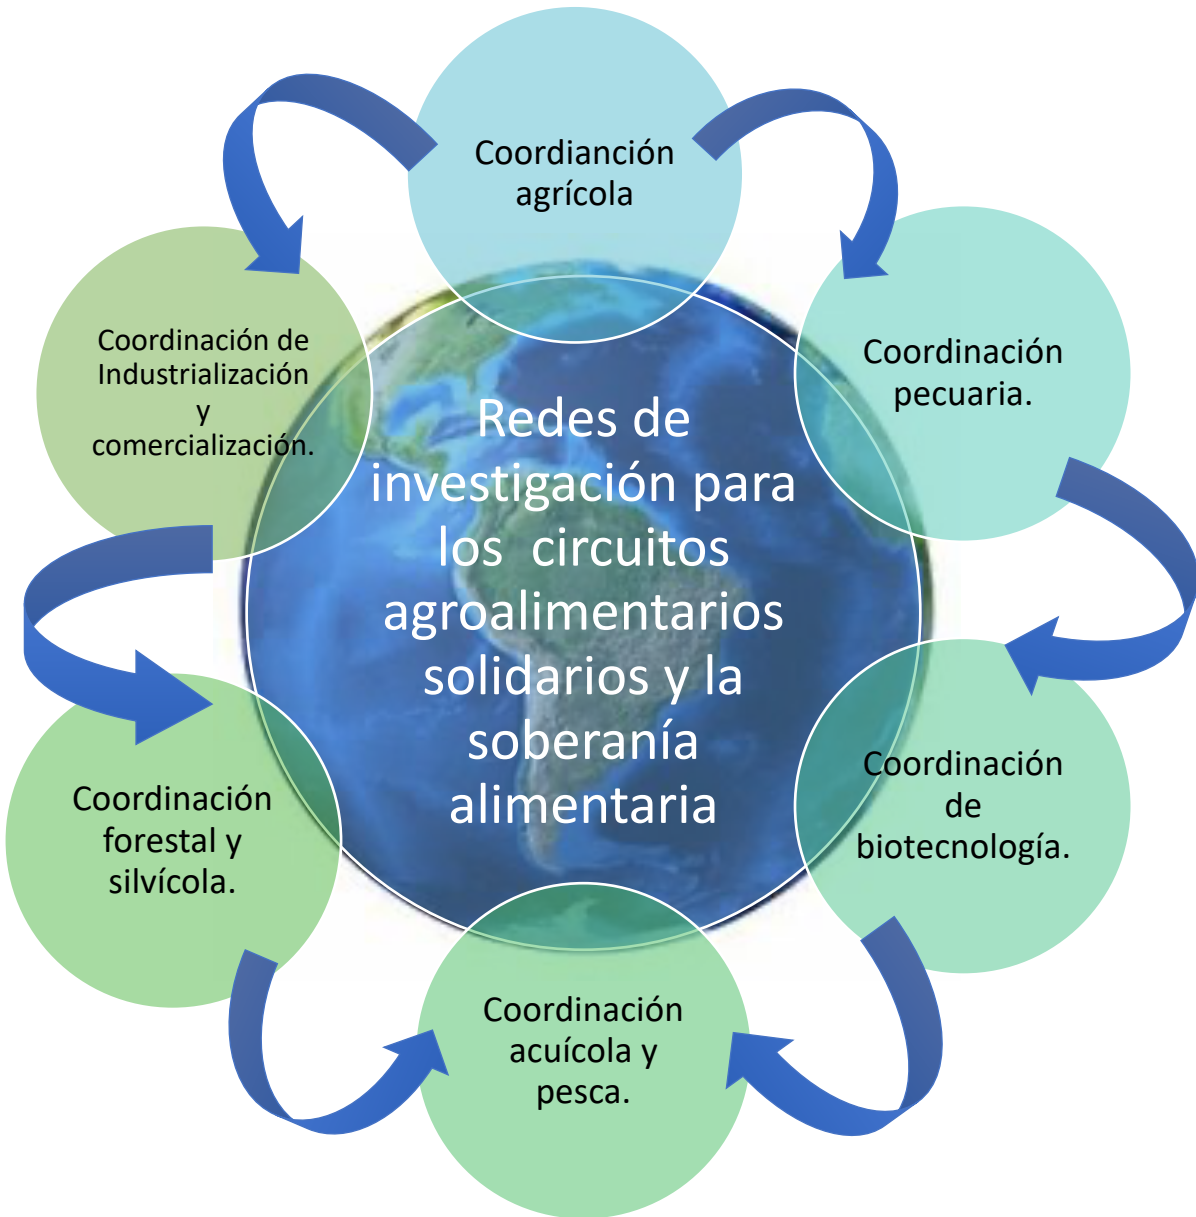 Coordianción
agrícola
Coordinación de
Industrialización
y
comercialización.
Coordinación
pecuaria.
Redes de
investigación para
los circuitos
agroalimentarios
solidarios y la
soberanía
alimentaria
Coordinación
forestal y
silvícola.
Coordinación
de
biotecnología.
Coordinación
acuícola y
pesca.